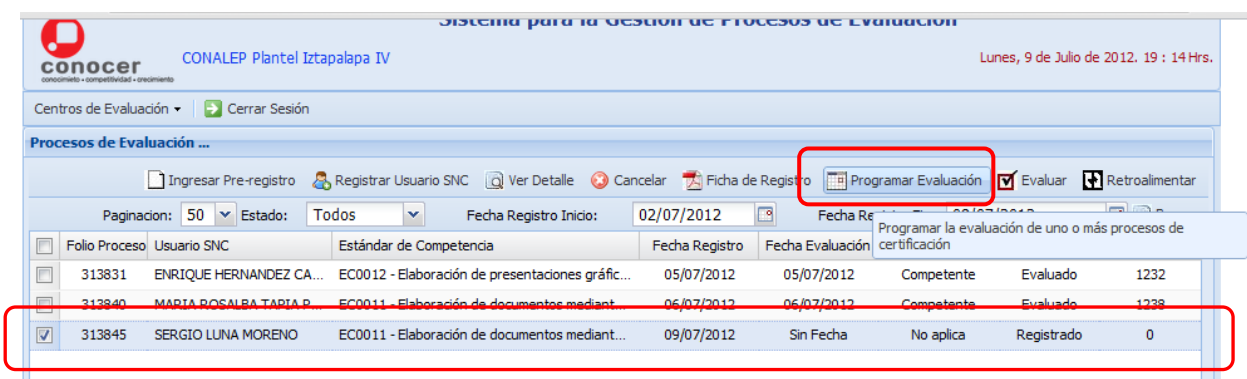 Sistema para la Gestión de Procesos de Evaluación
conocer
conocimiento • competitividad • crecimiento
CONALEP Plantel Iztapalapa IV
Lunes, 9 de Julio de 2012. 19 : 14 Hrs.
Centros de Evaluación Cerrar Sesión
Procesos de Evaluación ...
Ingresar Pre-registro Registrar Usuario SNC Ver Detalle Cancelar Ficha de Registro Programar Evaluación Evaluar Retroalimentar
Paginacion: 50 Estado: Todos Fecha Registro Inicio: 02/07/2012 Fecha Re
Programar la evaluación de uno o más procesos de
certificación
Folio Proceso Usuario SNC Estándar de Competencia Fecha Registro Fecha Evaluación
313831 ENRIQUE HERNANDEZ CA... EC0012 - Elaboración de presentaciones gráfic... 05/07/2012 05/07/2012 Competente Evaluado 1232
313840 MARIA ROSALBA TAPIA P... EC0011 - Elaboración de documentos mediant... 06/07/2012 06/07/2012 Competente Evaluado 1238
313845 SERGIO LUNA MORENO EC0011 - Elaboración de documentos mediant... 09/07/2012 Sin Fecha No aplica Registrado 0